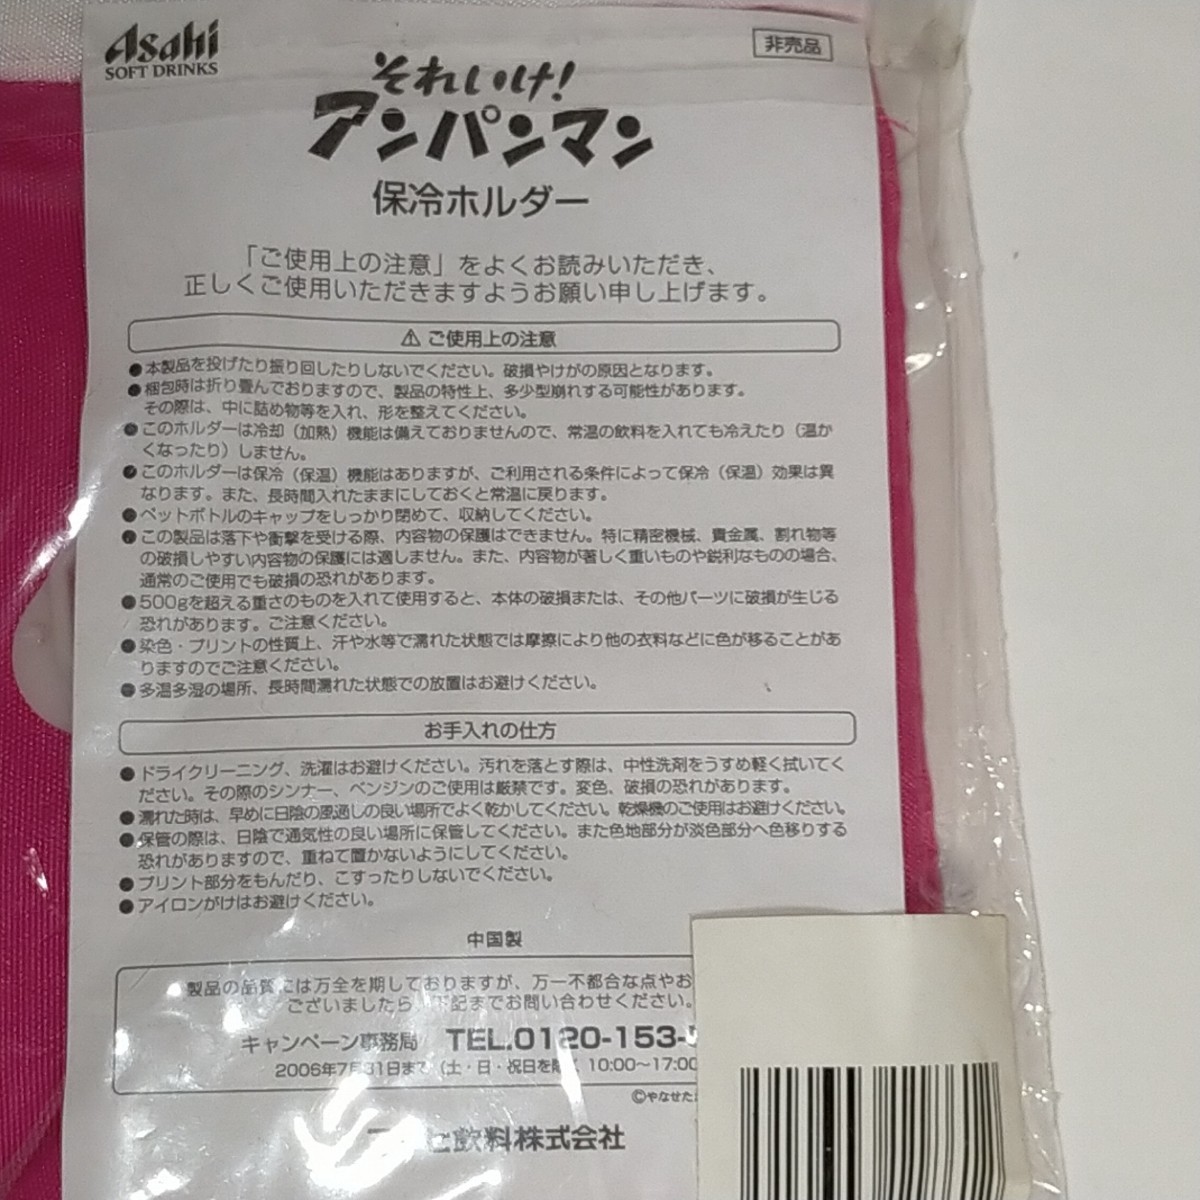 Asahi
SOFT DRINKS
非売品
それいけ!
アンパンマン
保冷ホルダー
「ご使用上の注意」をよくお読みいただき、
正しくご使用いただきますようお願い申し上げます。
⚠ ご使用上の注意
●本製品を投げたり振り回したりしないでください。破損やけがの原因となります。
●梱包時は折り畳んでおりますので、製品の特性上、多少型崩れする可能性があります。
その際は、中に詰め物等を入れ、形を整えてください。
●このホルダーは冷却（加熱）機能は備えておりませんので、常温の飲料を入れても冷えたり（温か
くなったり）しません。
●このホルダーは保冷（保温）機能はありますが、ご利用される条件によって保冷（保温）効果は異
なります。また、長時間入れたままにしておくと常温に戻ります。
●ペットボトルのキャップをしっかり閉めて、収納してください。
●この製品は落下や衝撃を受ける際、内容物の保護はできません。特に精密機械、貴金属、割れ物等
の破損しやすい内容物の保護には適しません。また、内容物が著しく重いものや鋭利なものの場合、
通常のご使用でも破損の恐れがあります。
●500gを超える重さのものを入れて使用すると、本体の破損または、その他パーツに破損が生じる
恐れがあります。ご注意ください。
●染色・プリントの性質上、汗や水等で濡れた状態では摩擦により他の衣料などに色が移ることがあ
りますのでご注意ください。
●多温多湿の場所、長時間濡れた状態での放置はお避けください。
お手入れの仕方
●ドライクリーニング、洗濯はお避けください。汚れを落とす際は、中性洗剤をうすめ軽く拭いてく
ださい。その際のシンナー、ベンジンのご使用は厳禁です。変色、破損の恐れがあります。
●濡れた時は、早めに日陰の風通しの良い場所でよく乾かしてください。乾燥機のご使用はお避けください。
●保管の際は、日陰で通気性の良い場所に保管してください。また色地部分が淡色部分へ色移りする
恐れがありますので、重ねて置かないようにしてください。
●プリント部分をもんだり、こすったりしないでください。
●アイロンがけはお避けください。
中国製
製品の品質には万全を期しておりますが、万一不都合な点やお
ございましたら 下記までお問い合わせください。
キャンペーン事務局 TEL.0120-153-
2006年7月31日まで（土・日・祝日を除く 10:00～17:00
©やなせた
飲料株式会社